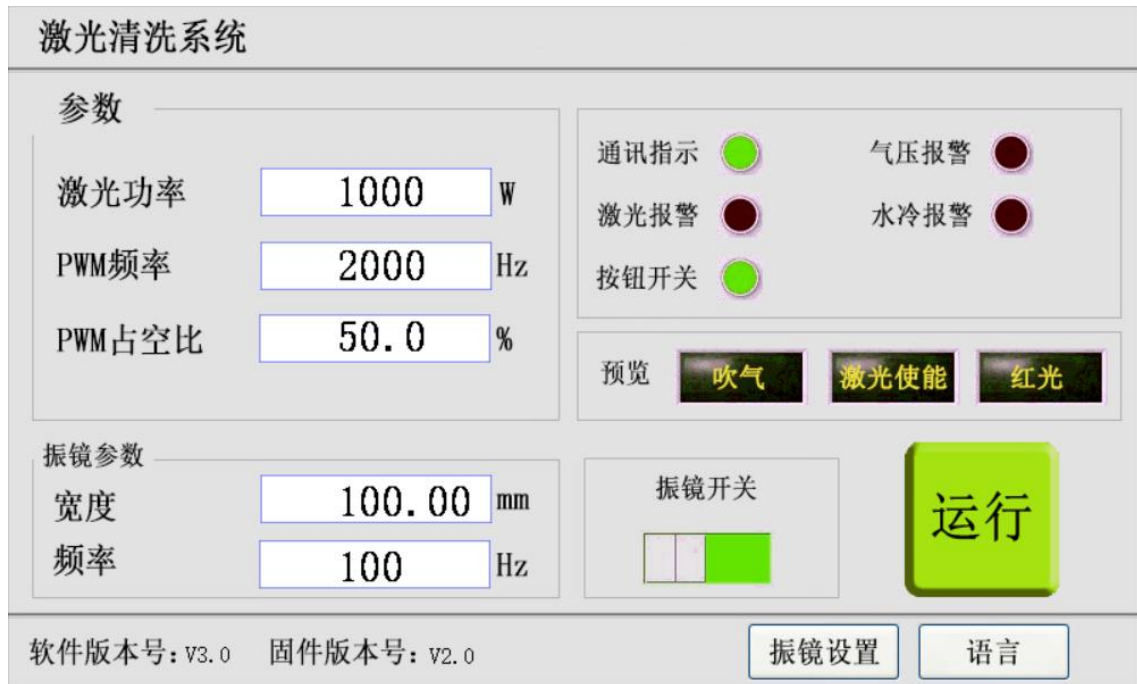 激光清洗系统
参数
激光功率 1000 W
PWM频率 2000 Hz
PWM占空比 50.0 %
通讯指示 气压报警
激光报警 水冷报警
按钮开关
预览 吹气 激光使能 红光
振镜参数
宽度 100.00 mm
频率 100 Hz
振镜开关
运行
软件版本号: V3.0 固件版本号: V2.0
振镜设置 语言